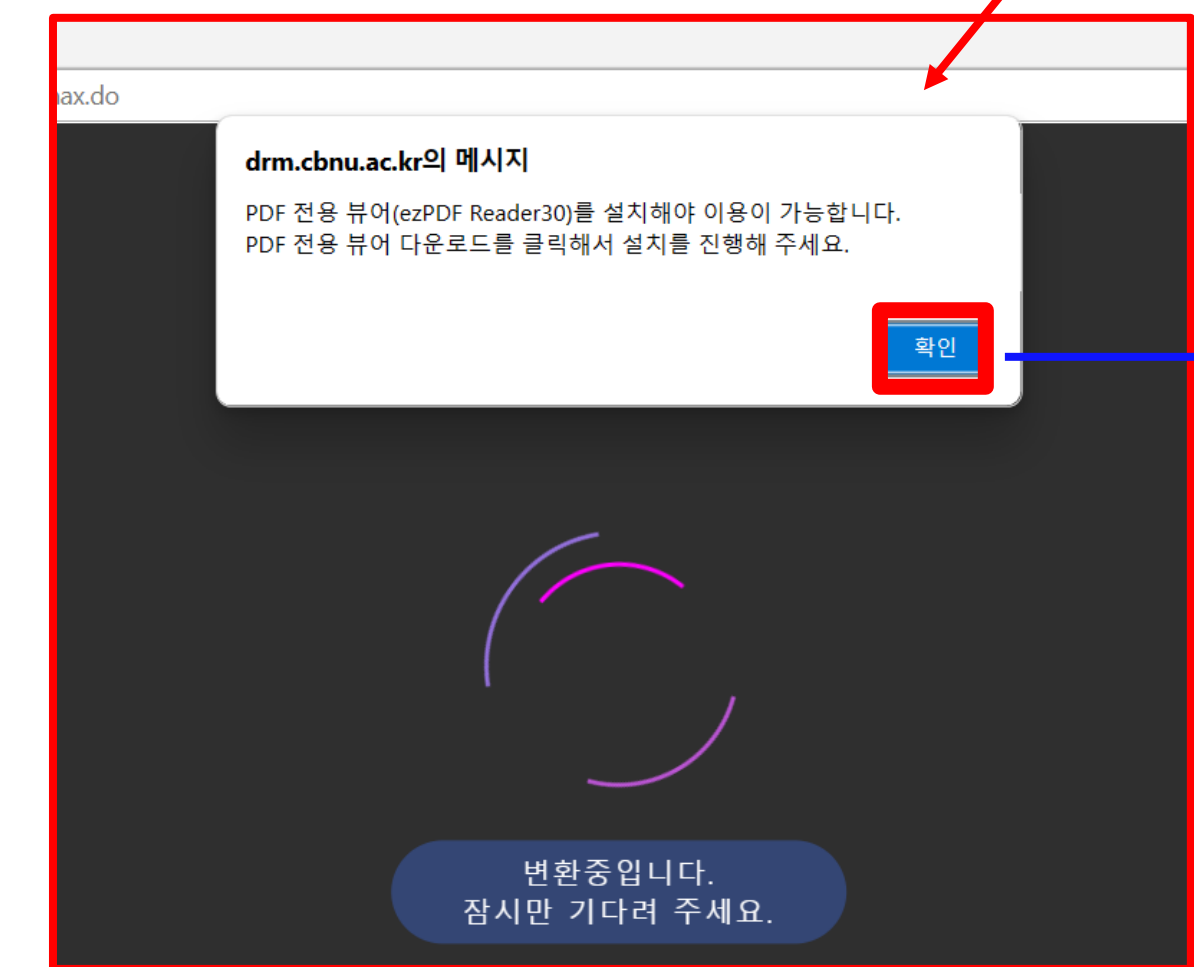 ax.do
drm.cbnu.ac.kr의 메시지
PDF 전용 뷰어(ezPDF Reader30)를 설치해야 이용이 가능합니다.
PDF 전용 뷰어 다운로드를 클릭해서 설치를 진행해 주세요.
확인
변환중입니다.
잠시만 기다려 주세요.